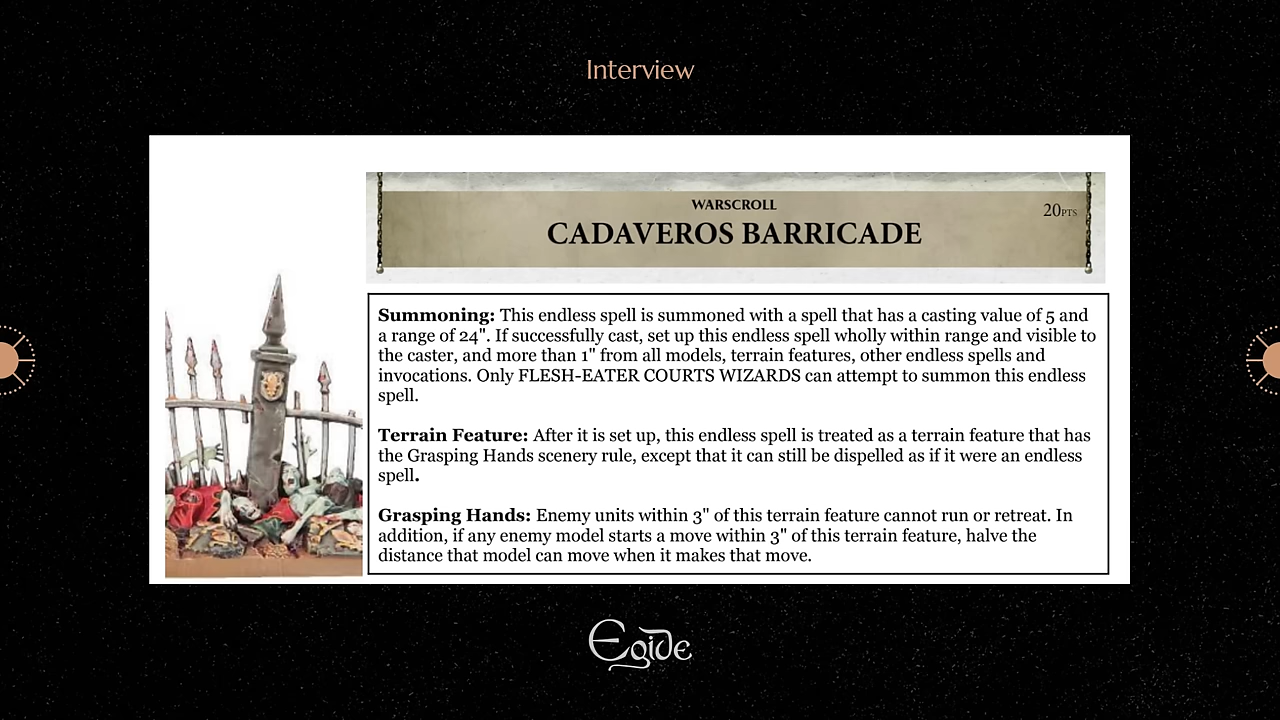 Interview
WARSCROLL
20PTS
CADAVEROS BARRICADE
Summoning: This endless spell is summoned with a spell that has a casting value of 5 and
a range of 24". If successfully cast, set up this endless spell wholly within range and visible to
the caster, and more than 1" from all models, terrain features, other endless spells and
invocations. Only FLESH-EATER COURTS WIZARDS can attempt to summon this endless
spell.
Terrain Feature: After it is set up, this endless spell is treated as a terrain feature that has
the Grasping Hands scenery rule, except that it can still be dispelled as if it were an endless
spell.
Grasping Hands: Enemy units within 3" of this terrain feature cannot run or retreat. In
addition, if any enemy model starts a move within 3" of this terrain feature, halve the
distance that model can move when it makes that move.
Egide